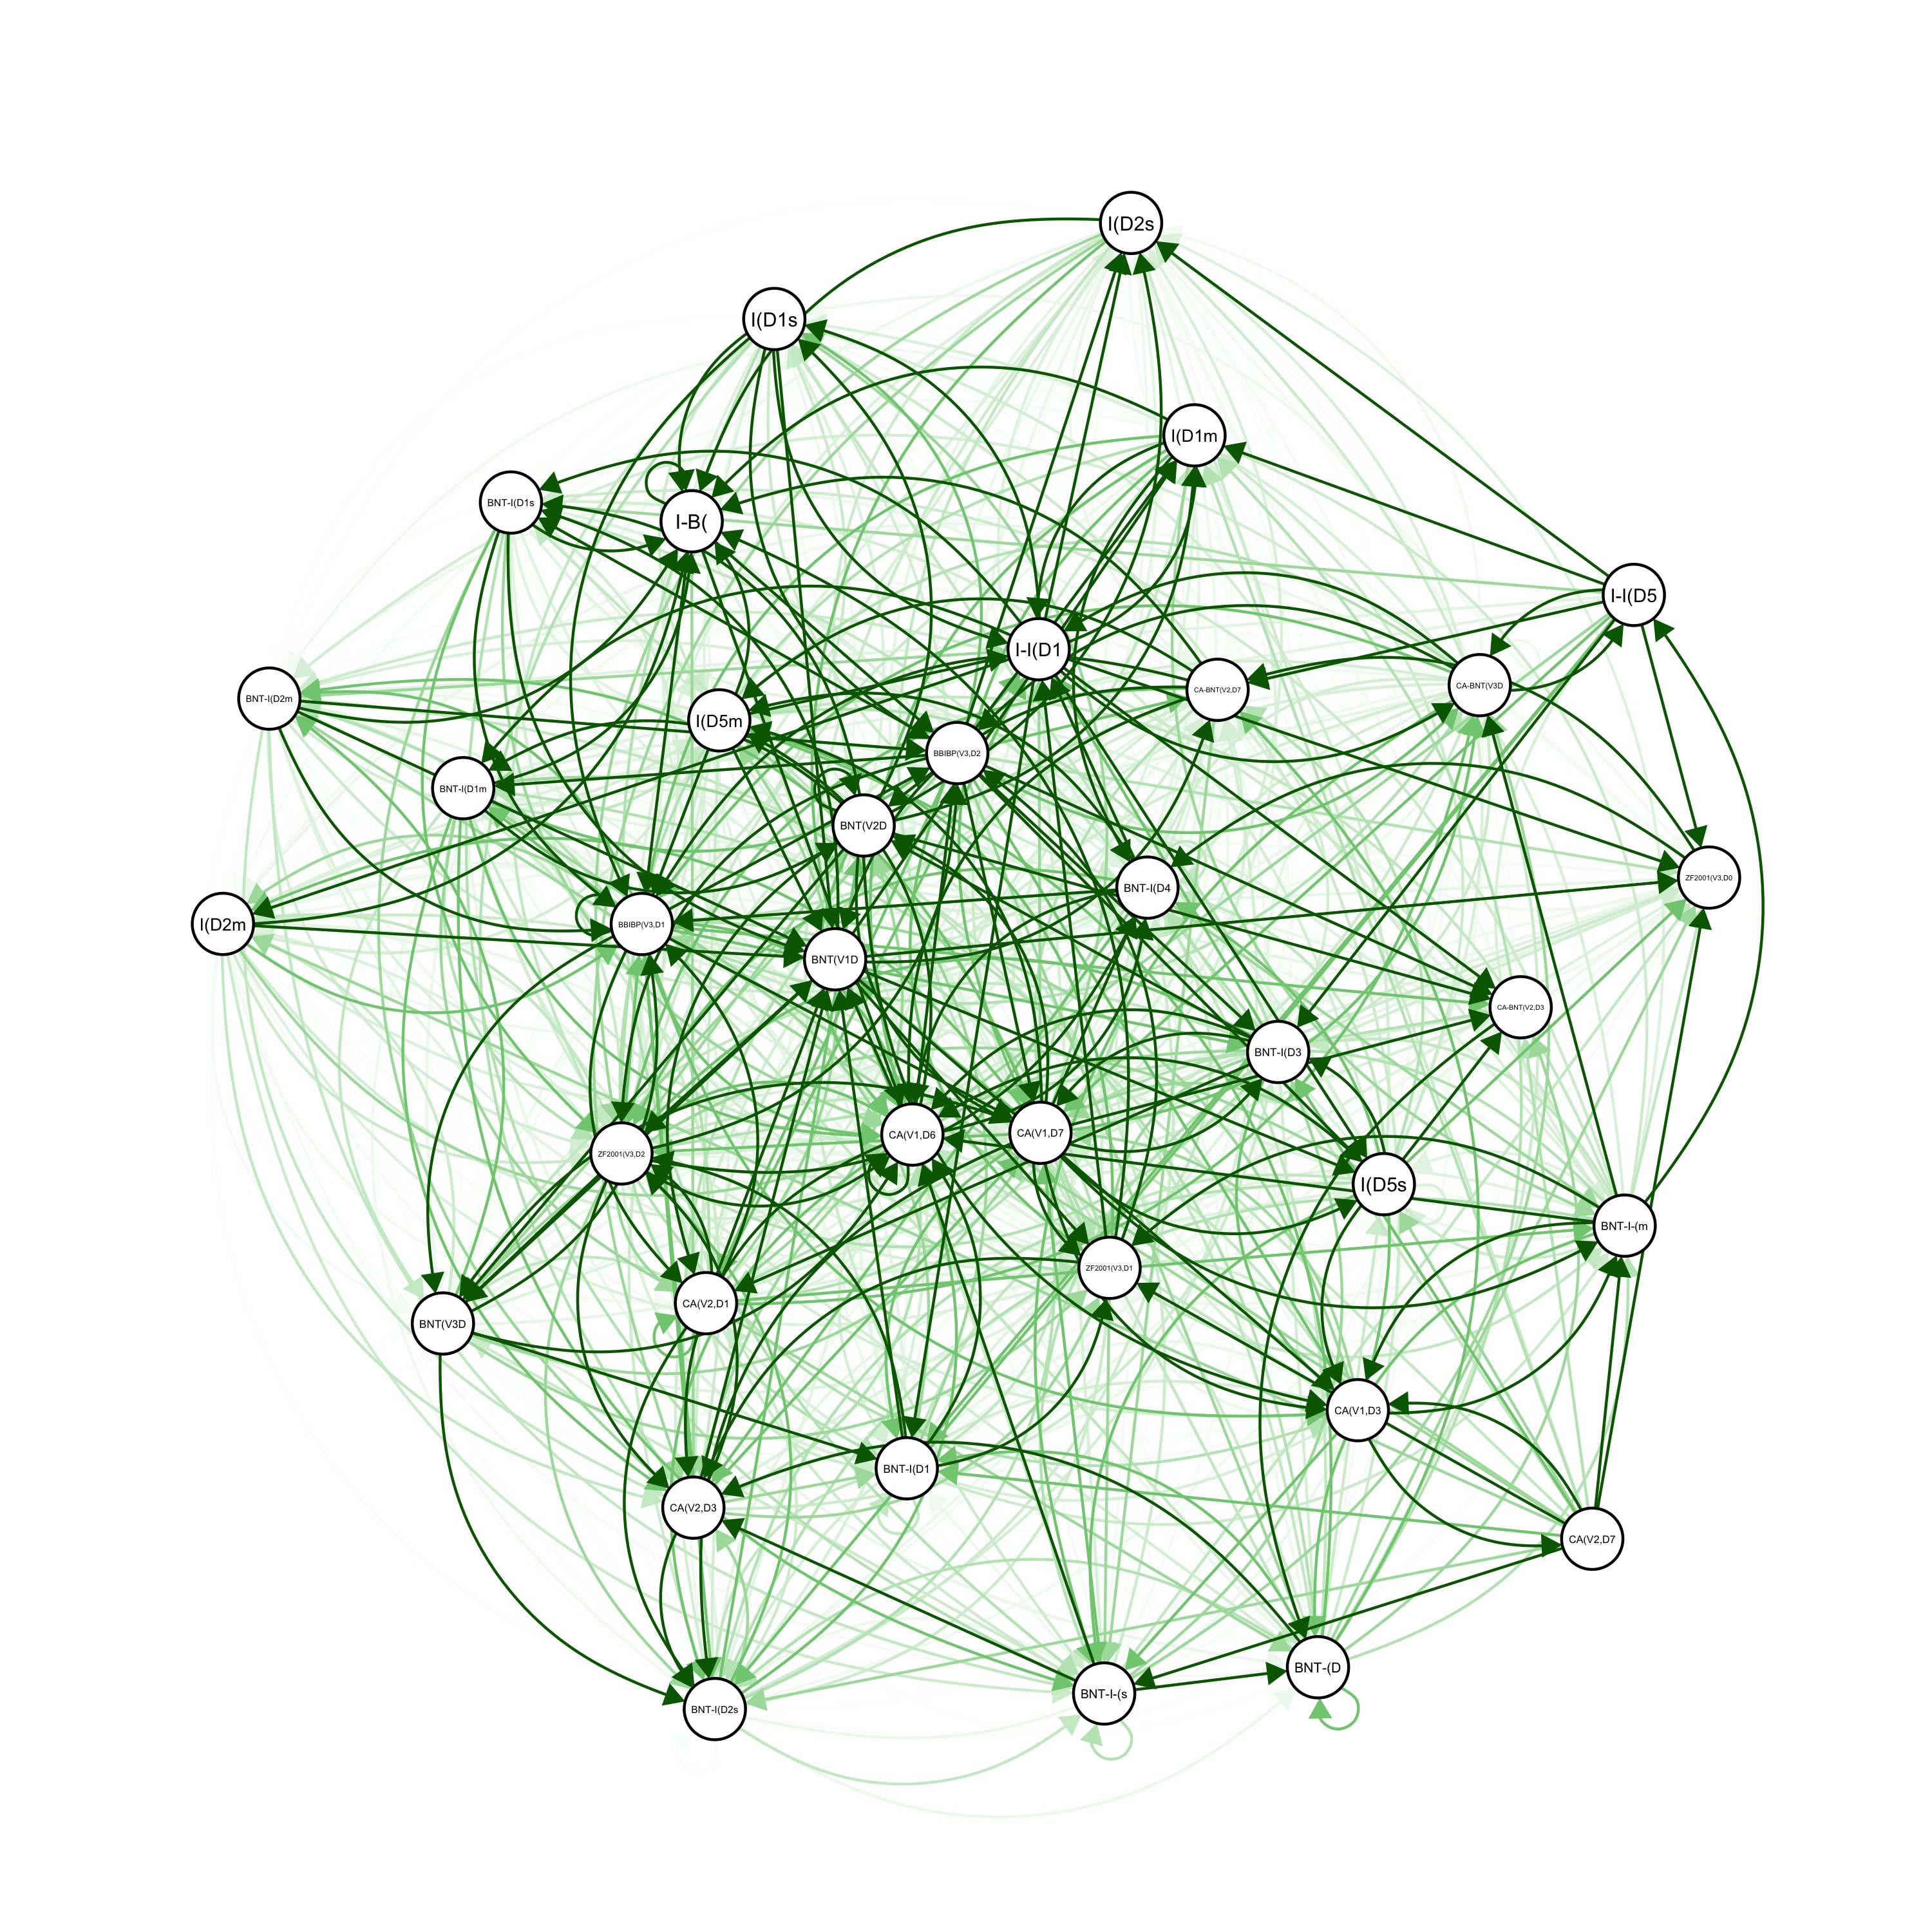 I(D2s
I(D1s
I(D1m
BNT-I(D1s
I-B(
I-I(D5
I-I(D1
CA-BNT(V3D
CA-BNT(V2,D7
BNT-I(D2m
I(D5m
BBIBP(V3,D2
BNT-I(D1m
BNT(V2D
ZF2001(V3,D0
BNT-I(D4
I(D2m
BBIBP(V3,D1
BNT(V1D
CA-BNT(V2,D3
BNT-I(D3
CA(V1,D6
CA(V1,D7
ZF2001(V3,D2
I(D5s
BNT-I-(m
ZF2001(V3,D1
CA(V2,D1
BNT(V3D
CA(V1,D3
BNT-I(D1
CA(V2,D3
CA(V2,D7
BNT-(D
BNT-I-(s
BNT-I(D2s